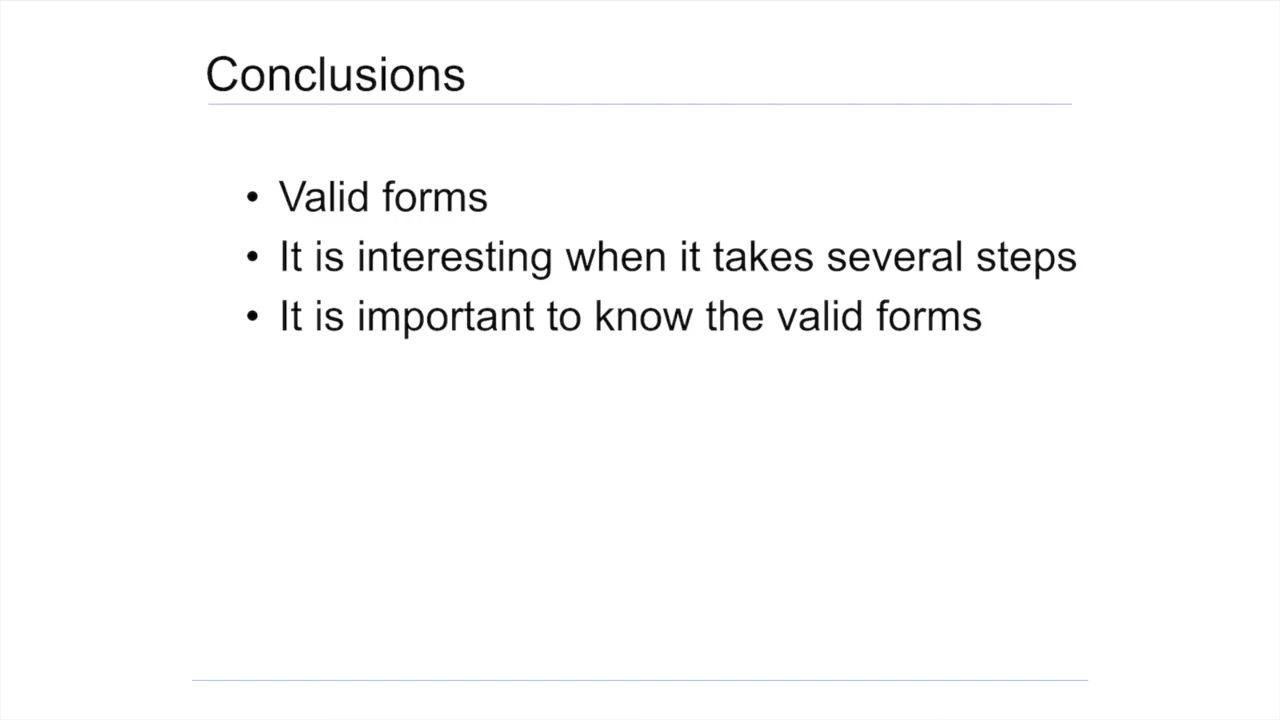 Conclusions
• Valid forms
• It is interesting when it takes several steps
• It is important to know the valid forms